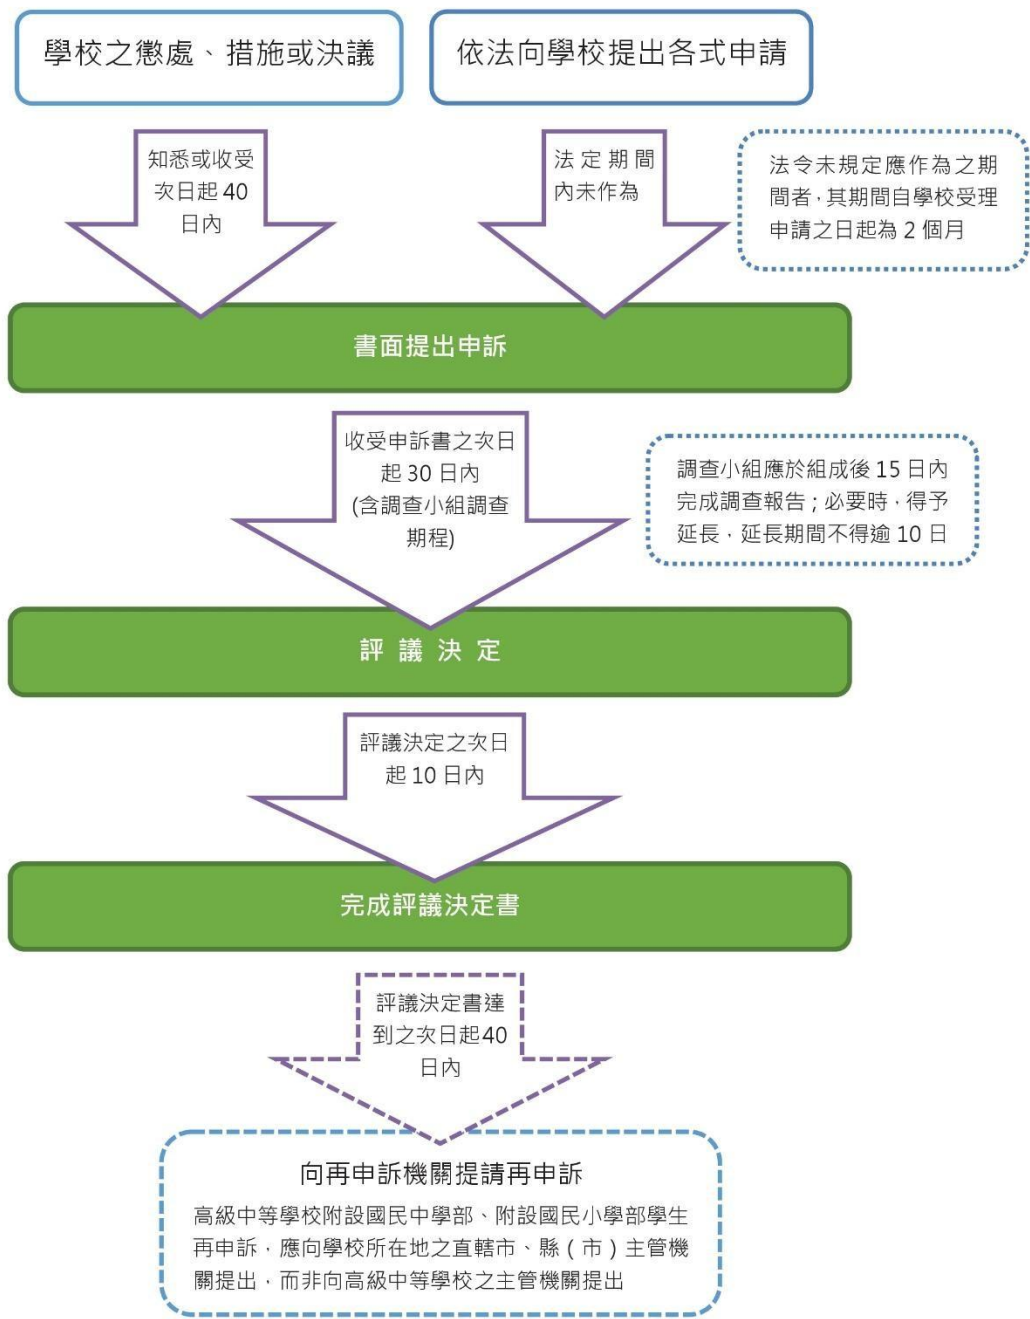 學校之懲處、措施或決議
依法向學校提出各式申請
知悉或收受
次日起 40
日內
法定期間
內未作為
法令未規定應作為之期
間者，其期間自學校受理
申請之日起為 2 個月
書面提出申訴
收受申訴書之次日
起 30 日內
(含調查小組調查
期程)
調查小組應於組成後 15 日內
完成調查報告；必要時，得予
延長，延長期間不得逾 10 日
評議決定
評議決定之次日
起 10 日內
完成評議決定書
評議決定書達
到之次日起40
日內
向再申訴機關提請再申訴
高級中等學校附設國民中學部、附設國民小學部學生
再申訴，應向學校所在地之直轄市、縣（市）主管機
關提出，而非向高級中等學校之主管機關提出